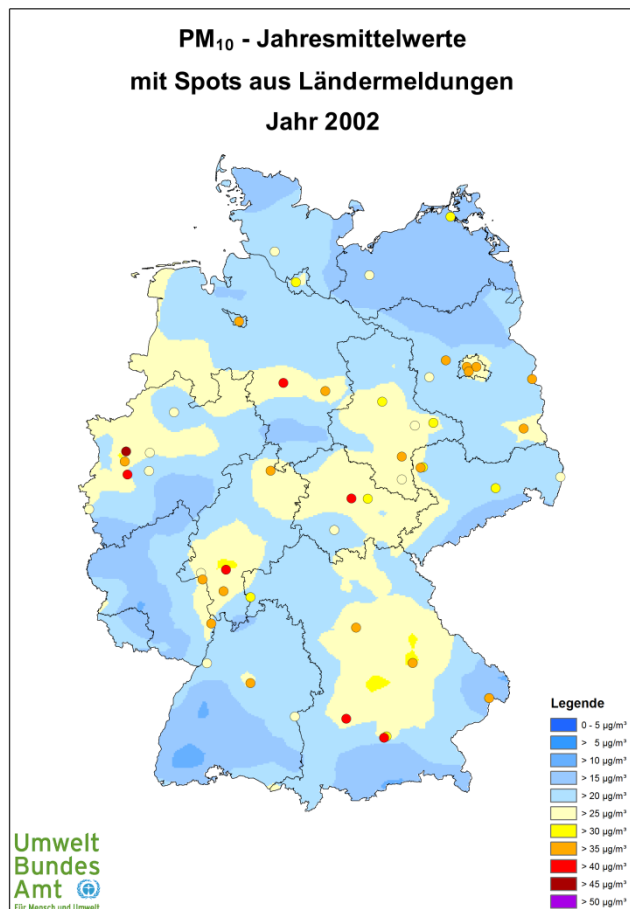 PM₁₀ - Jahresmittelwerte
mit Spots aus Ländermeldungen
Jahr 2002
Legende
0 - 5 µg/m³
> 5 µg/m³
> 10 µg/m³
> 15 µg/m³
> 20 µg/m³
> 25 µg/m³
> 30 µg/m³
> 35 µg/m³
> 40 µg/m³
> 45 µg/m³
> 50 µg/m³
Umwelt
Bundes
Amt
Für Mensch und Umwelt